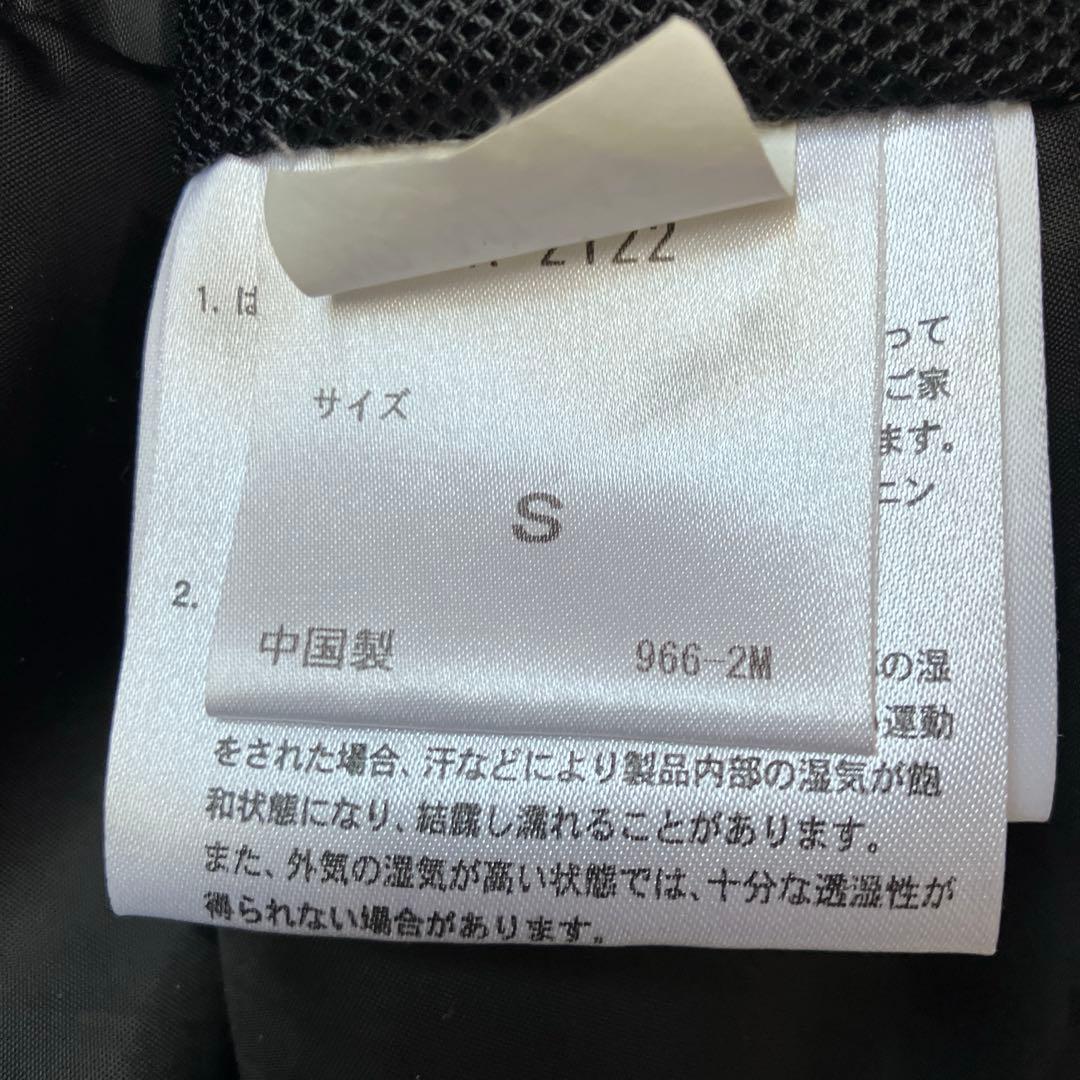 2122
1. は
って
ご家
サイズ
ます。
ニン
S
2.
中国製
966-2M
の湿
運動
をされた場合、汗などにより製品内部の湿気が飽
和状態になり、結露し濡れることがあります。
また、外気の湿気が高い状態では、十分な透湿性が
得られない場合があります。